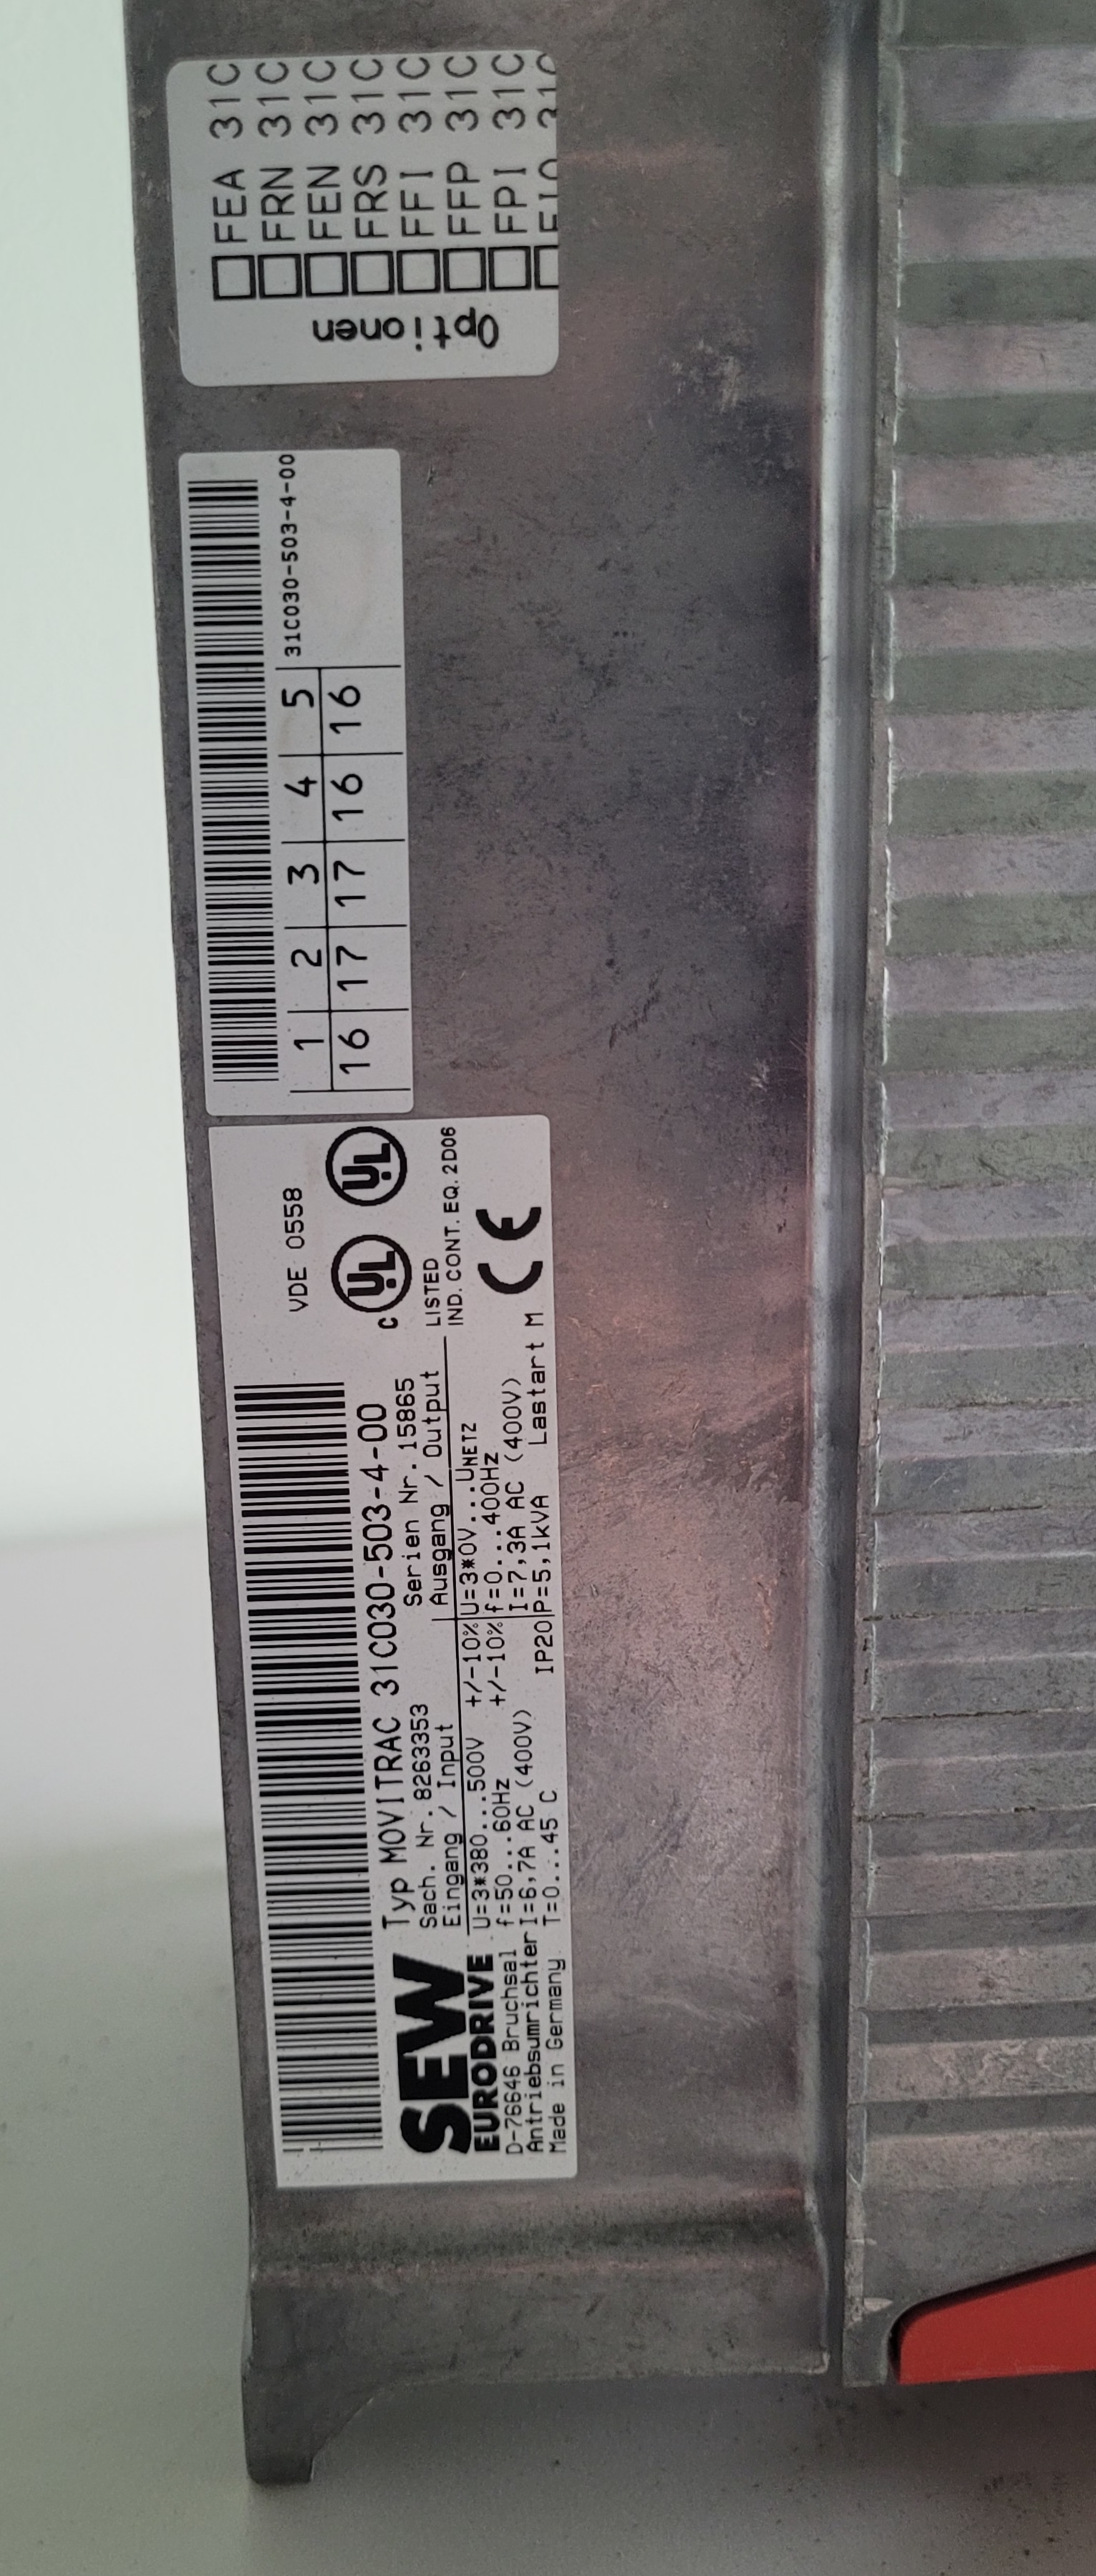 SEW
EURODRIVE
D-76646 Bruchsal
Antriebsumrichter
Made in Germany
Typ MOVITRAC 31C030-503-4-00
Sach. Nr. 8263353 Serien Nr. 15865
Eingang / Input Ausgang / Output
U=3*380...500V +/-10% U=3*0V...UNETZ
f=50...60Hz +/-10% f=0...400Hz
I=6,7A AC (400V) I=7,3A AC (400V)
T=0...45 C IP20 P=5,1kVA Lastart M
VDE 0558
c UL UL
LISTED
IND. CONT. EQ. 2D06
CE
1 2 3 4 5 31C030-503-4-00
16 17 17 16 16
Optionen
FEA 31C
FRN 31C
FEN 31C
FRS 31C
FFI 31C
FFP 31C
FPI 31C